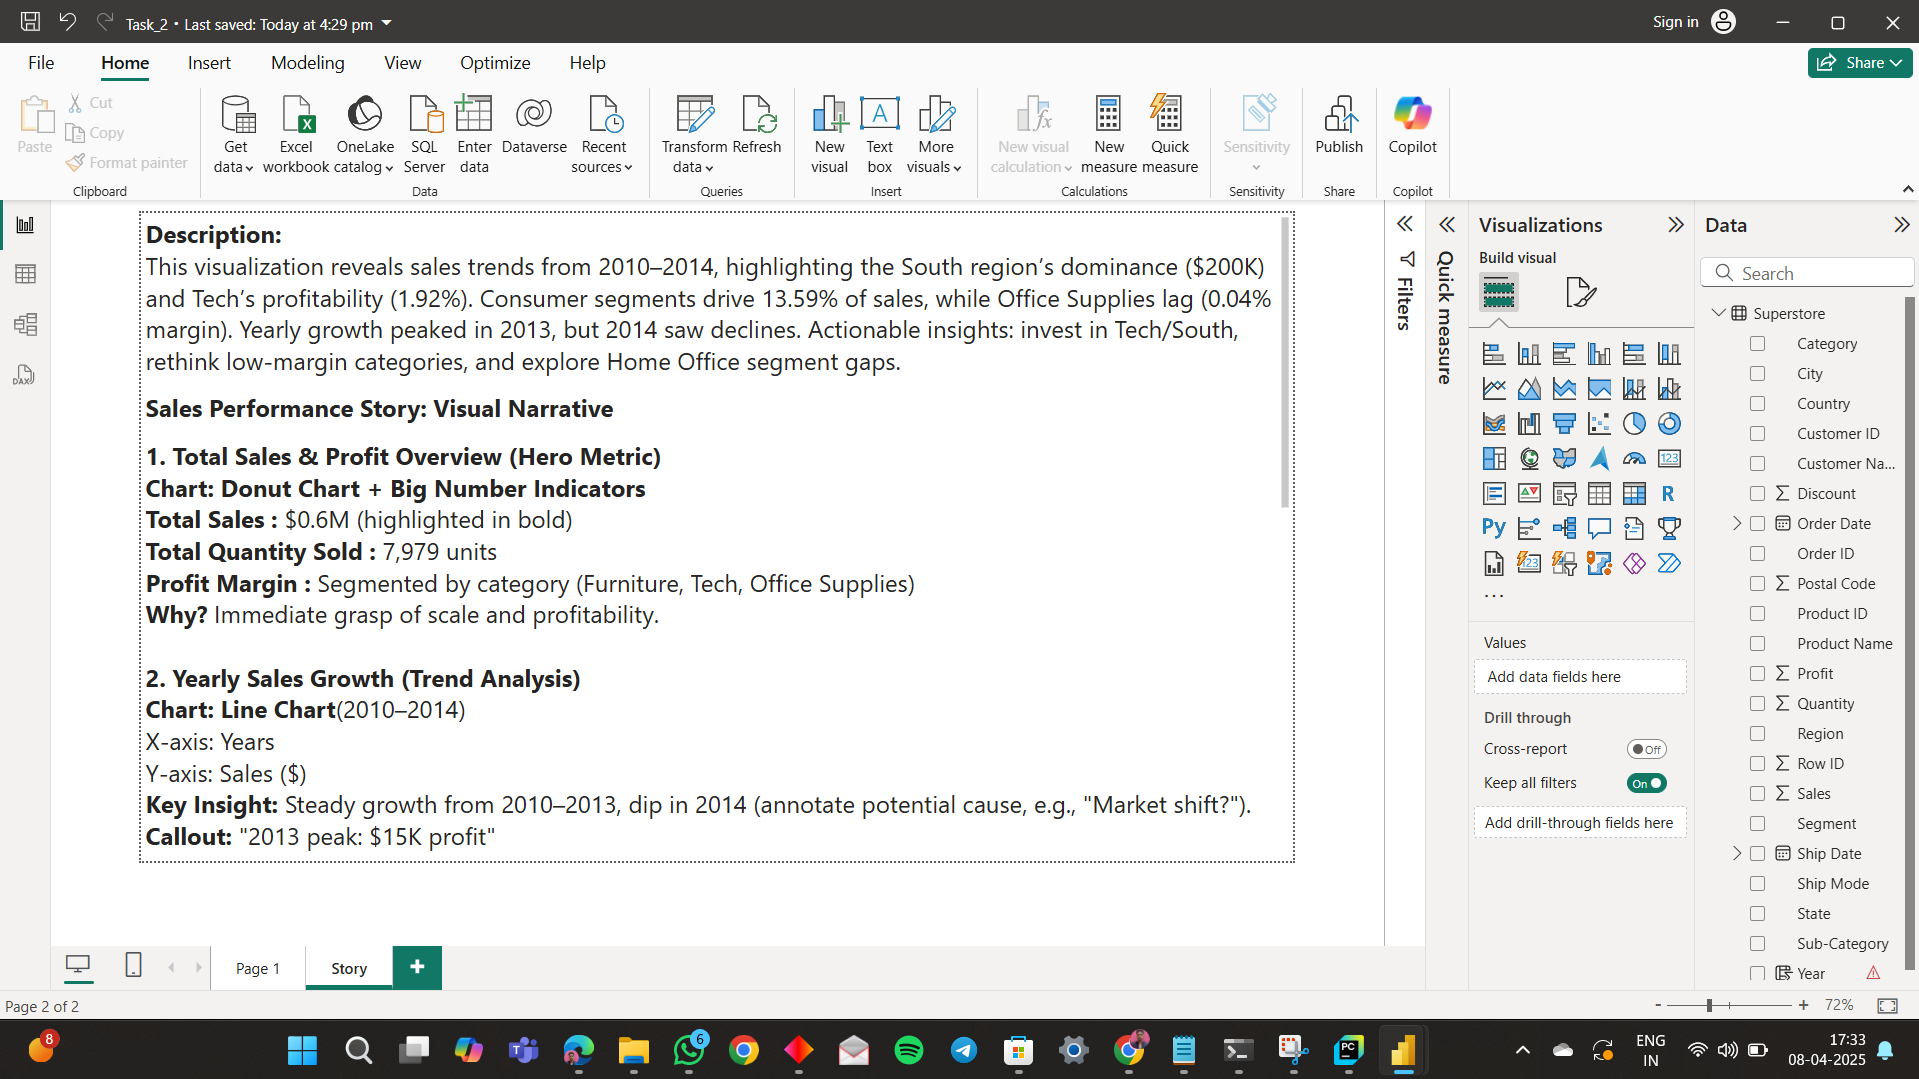 Task_2 • Last saved: Today at 4:29 pm
Sign in
File
Home
Insert
Modeling
View
Optimize
Help
Share
Paste
Cut
Copy
Format painter
Clipboard
Get data
Excel workbook
OneLake catalog
SQL Server
Enter data
Dataverse
Recent sources
Data
Transform data
Refresh
Queries
New visual
Text box
More visuals
Insert
New visual calculation
New measure
Quick measure
Calculations
Sensitivity
Sensitivity
Publish
Share
Copilot
Copilot
Description:
This visualization reveals sales trends from 2010–2014, highlighting the South region’s dominance ($200K)
and Tech’s profitability (1.92%). Consumer segments drive 13.59% of sales, while Office Supplies lag (0.04%
margin). Yearly growth peaked in 2013, but 2014 saw declines. Actionable insights: invest in Tech/South,
rethink low-margin categories, and explore Home Office segment gaps.
Sales Performance Story: Visual Narrative
1. Total Sales & Profit Overview (Hero Metric)
Chart: Donut Chart + Big Number Indicators
Total Sales : $0.6M (highlighted in bold)
Total Quantity Sold : 7,979 units
Profit Margin : Segmented by category (Furniture, Tech, Office Supplies)
Why? Immediate grasp of scale and profitability.
2. Yearly Sales Growth (Trend Analysis)
Chart: Line Chart(2010–2014)
X-axis: Years
Y-axis: Sales ($)
Key Insight: Steady growth from 2010–2013, dip in 2014 (annotate potential cause, e.g., "Market shift?").
Callout: "2013 peak: $15K profit"
Filters
Quick measure
Visualizations
Build visual
123
R
Py
123
...
Values
Add data fields here
Drill through
Cross-report
Off
Keep all filters
On
Add drill-through fields here
Data
Search
Superstore
Category
City
Country
Customer ID
Customer Na...
Discount
Order Date
Order ID
Postal Code
Product ID
Product Name
Profit
Quantity
Region
Row ID
Sales
Segment
Ship Date
Ship Mode
State
Sub-Category
Year
Page 1
Story
+
Page 2 of 2
- + 72%
8
6
PC
ENG
IN
17:33
08-04-2025
DAX